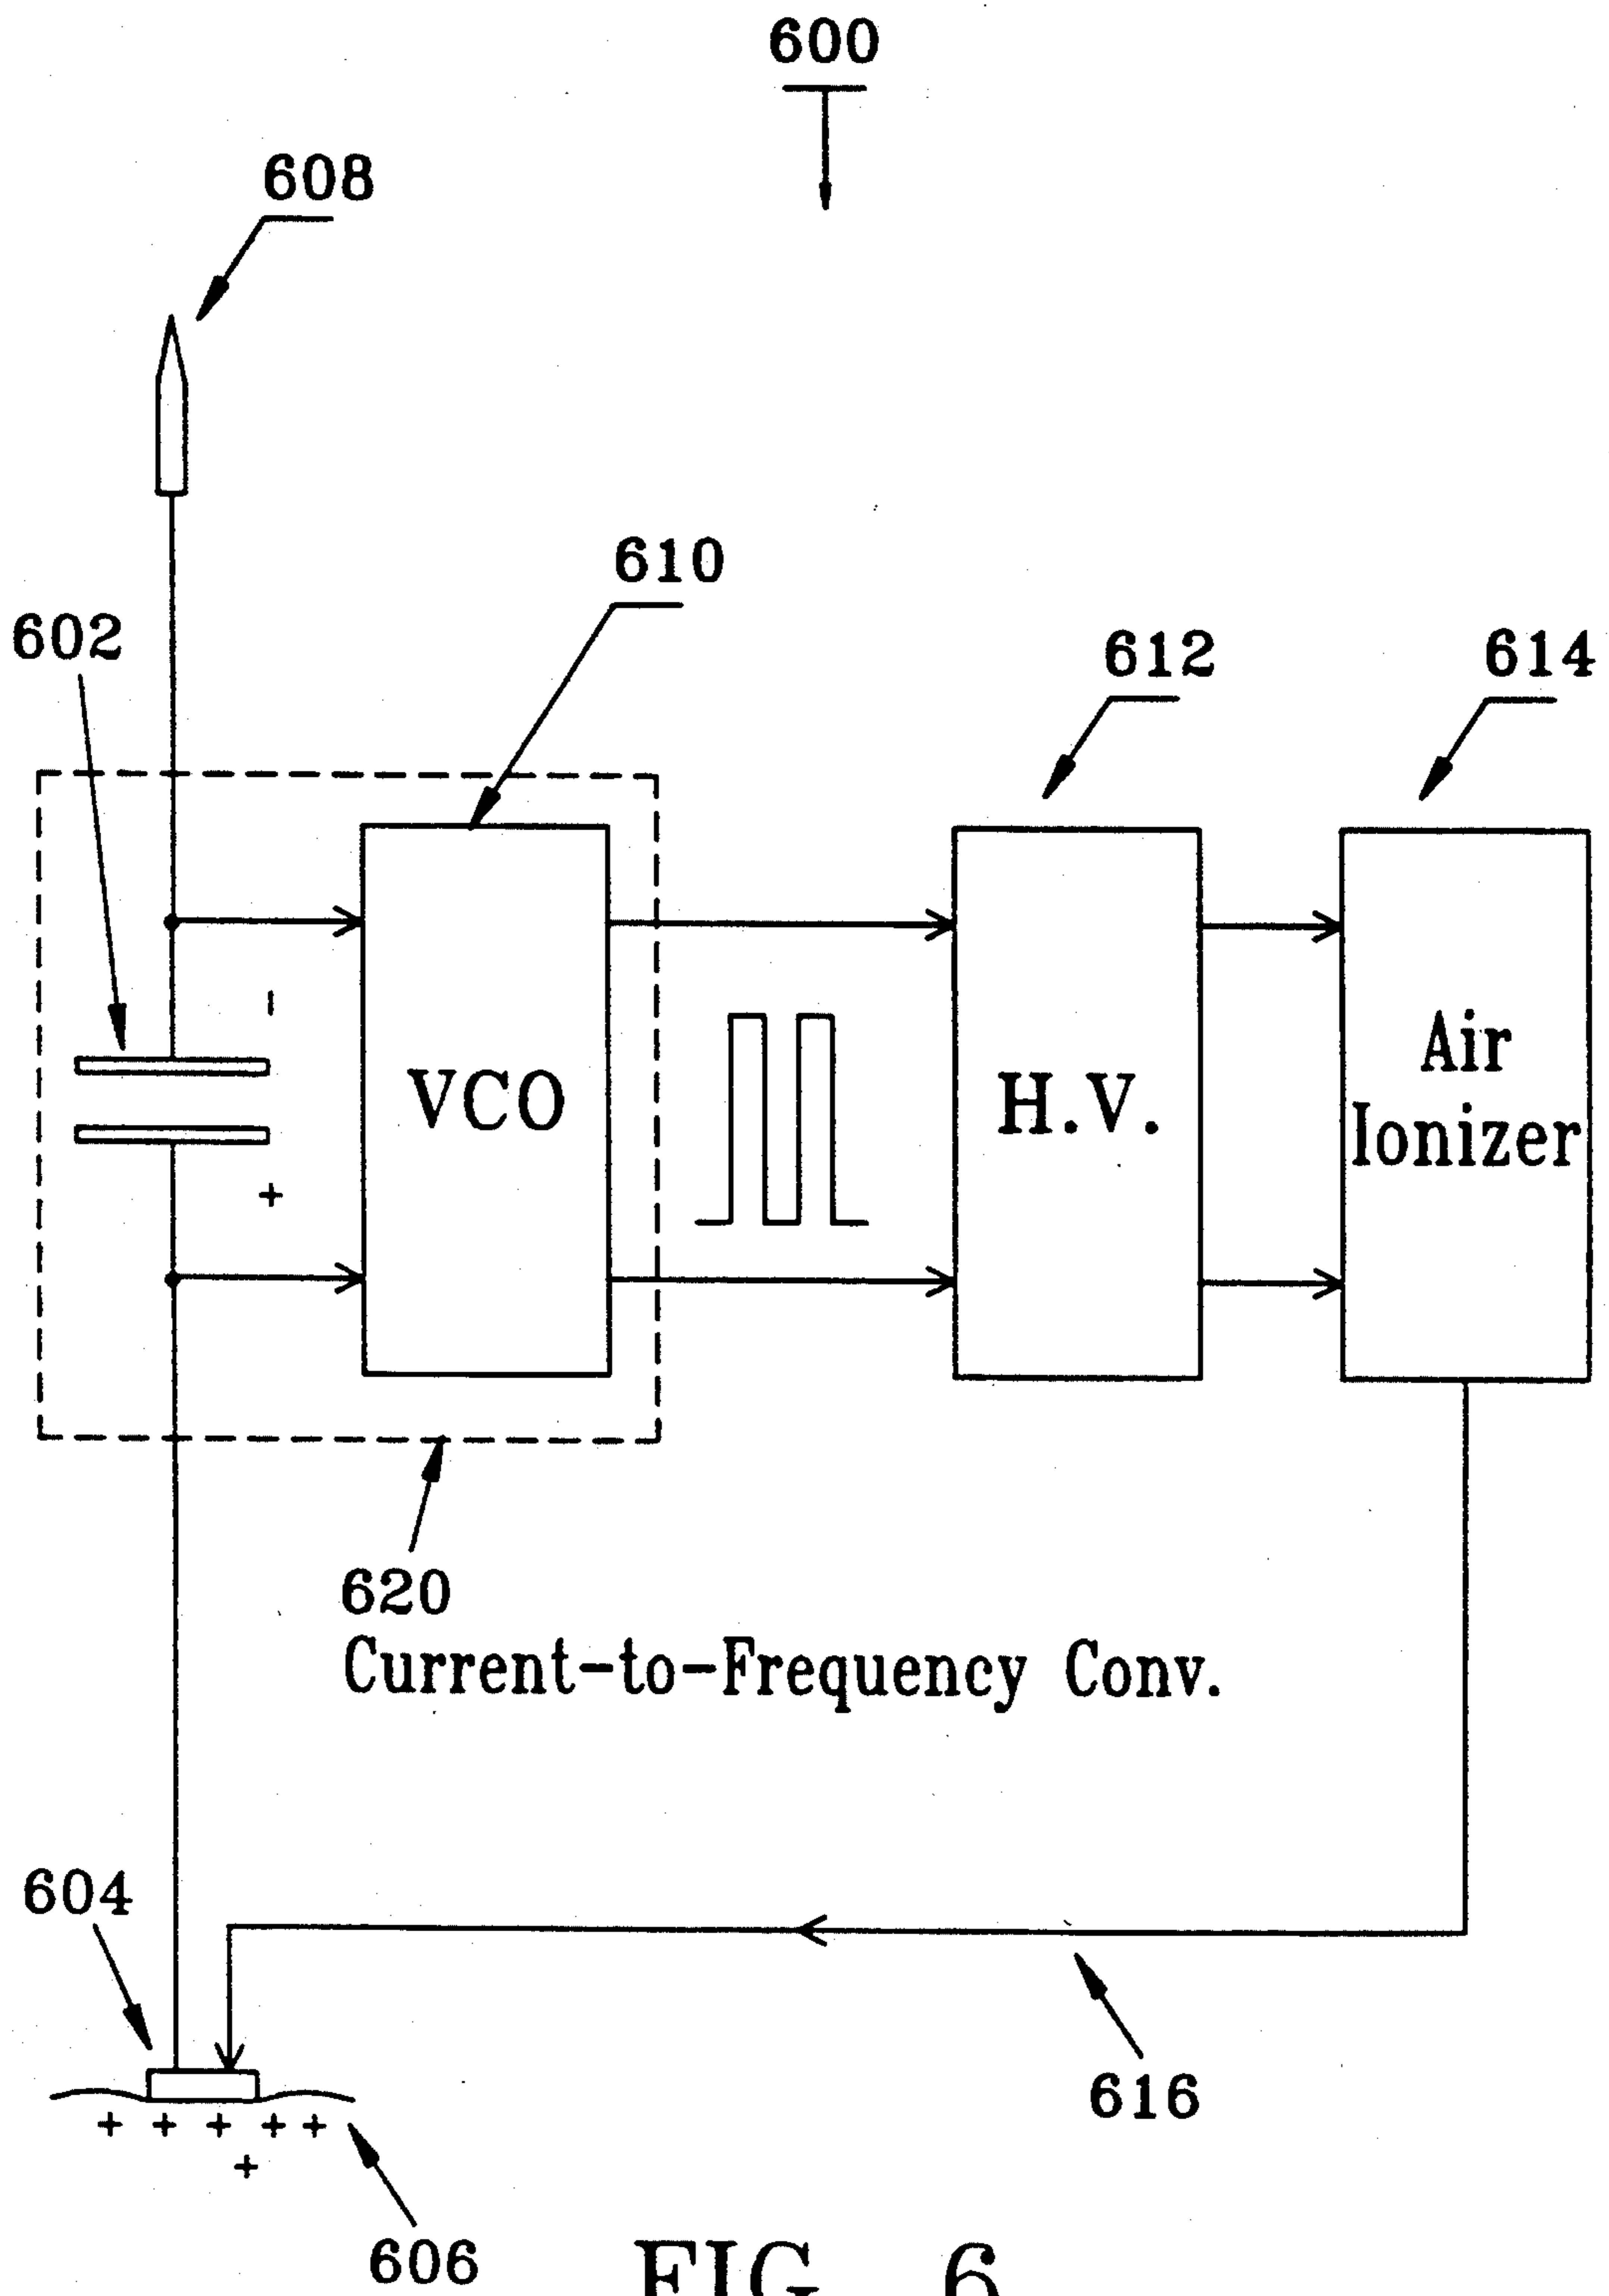 600
608
610
602
612
614
VCO
H.V.
Air
Ionizer
-
+
620
Current-to-Frequency Conv.
604
616
+ + + + +
+
606
FIG. 6